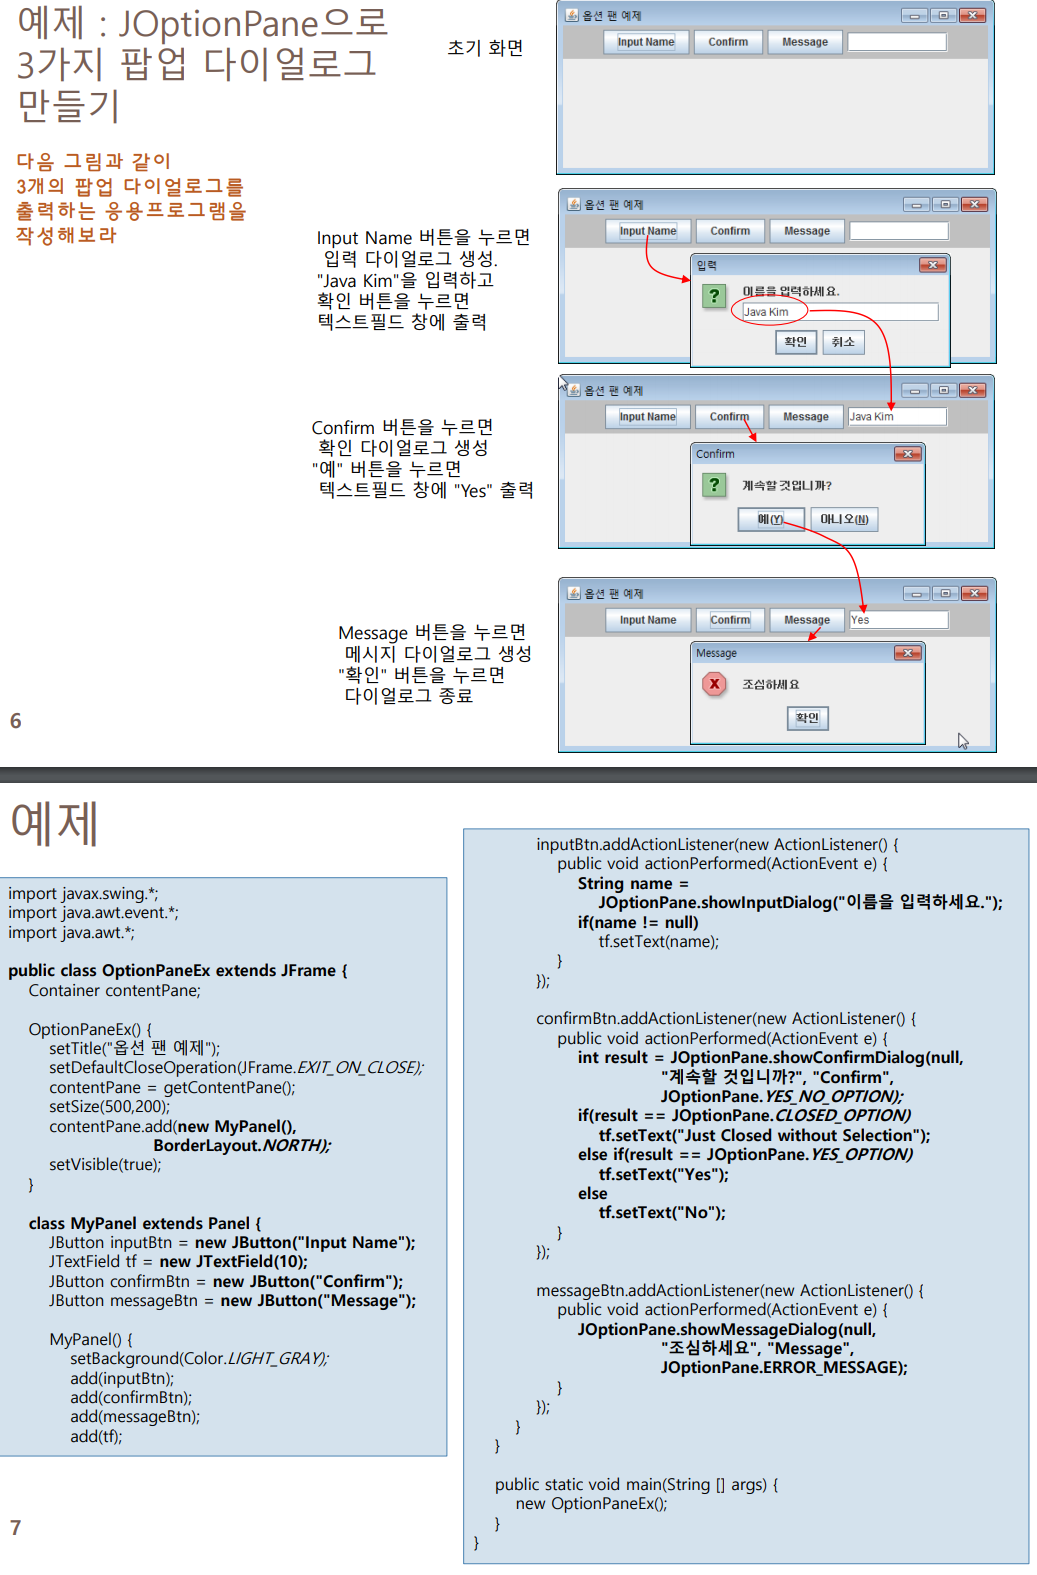 예제 : JOptionPane으로
3가지 팝업 다이얼로그
만들기
다음 그림과 같이
3개의 팝업 다이얼로그를
출력하는 응용프로그램을
작성해보라
초기 화면
옵션 팬 예제
Input Name Confirm Message
Input Name 버튼을 누르면
입력 다이얼로그 생성.
"Java Kim"을 입력하고
확인 버튼을 누르면
텍스트필드 창에 출력
옵션 팬 예제
Input Name Confirm Message
입력
? 이름을 입력하세요.
Java Kim
확인 취소
Confirm 버튼을 누르면
확인 다이얼로그 생성
"예" 버튼을 누르면
텍스트필드 창에 "Yes" 출력
옵션 팬 예제
Input Name Confirm Message Java Kim
Confirm
? 계속할 것입니까?
예(Y) 아니오(N)
Message 버튼을 누르면
메시지 다이얼로그 생성
"확인" 버튼을 누르면
다이얼로그 종료
옵션 팬 예제
Input Name Confirm Message Yes
Message
X 조심하세요
확인
6
예제
import javax.swing.*;
import java.awt.event.*;
import java.awt.*;
public class OptionPaneEx extends JFrame {
Container contentPane;
OptionPaneEx() {
setTitle("옵션 팬 예제");
setDefaultCloseOperation(JFrame.EXIT_ON_CLOSE);
contentPane = getContentPane();
setSize(500,200);
contentPane.add(new MyPanel(),
BorderLayout.NORTH);
setVisible(true);
}
class MyPanel extends Panel {
JButton inputBtn = new JButton("Input Name");
JTextField tf = new JTextField(10);
JButton confirmBtn = new JButton("Confirm");
JButton messageBtn = new JButton("Message");
MyPanel() {
setBackground(Color.LIGHT_GRAY);
add(inputBtn);
add(confirmBtn);
add(messageBtn);
add(tf);
inputBtn.addActionListener(new ActionListener() {
public void actionPerformed(ActionEvent e) {
String name =
JOptionPane.showInputDialog("이름을 입력하세요.");
if(name != null)
tf.setText(name);
}
});
confirmBtn.addActionListener(new ActionListener() {
public void actionPerformed(ActionEvent e) {
int result = JOptionPane.showConfirmDialog(null,
"계속할 것입니까?", "Confirm",
JOptionPane.YES_NO_OPTION);
if(result == JOptionPane.CLOSED_OPTION)
tf.setText("Just Closed without Selection");
else if(result == JOptionPane.YES_OPTION)
tf.setText("Yes");
else
tf.setText("No");
}
});
messageBtn.addActionListener(new ActionListener() {
public void actionPerformed(ActionEvent e) {
JOptionPane.showMessageDialog(null,
"조심하세요", "Message",
JOptionPane.ERROR_MESSAGE);
}
});
}
}
public static void main(String [] args) {
new OptionPaneEx();
}
}
7